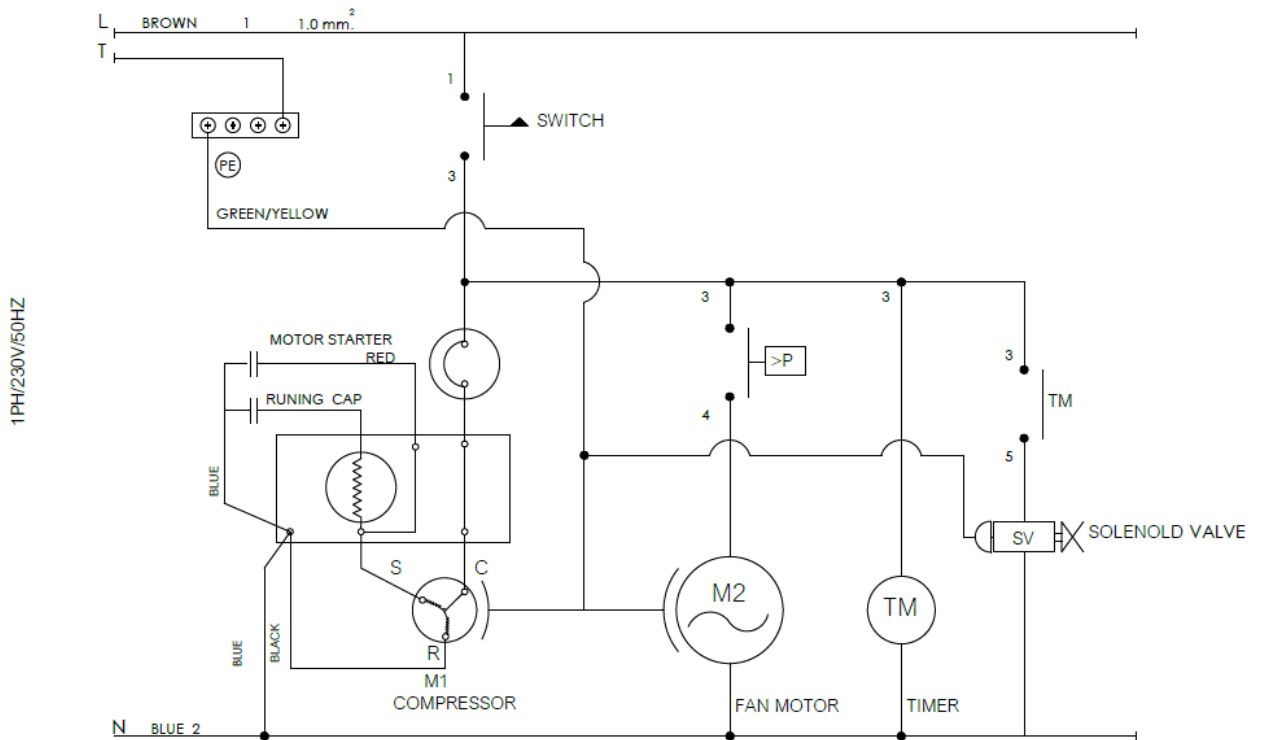 L BROWN 1 1.0 mm.²
T
1
SWITCH
PE
3
GREEN/YELLOW
1PH/230V/50HZ
3
3
MOTOR STARTER
RED
>P
3
RUNING CAP
TM
4
5
BLUE
SV
SOLENOLD VALVE
S
C
M2
TM
BLUE
BLACK
R
M1
COMPRESSOR
FAN MOTOR
TIMER
N BLUE 2